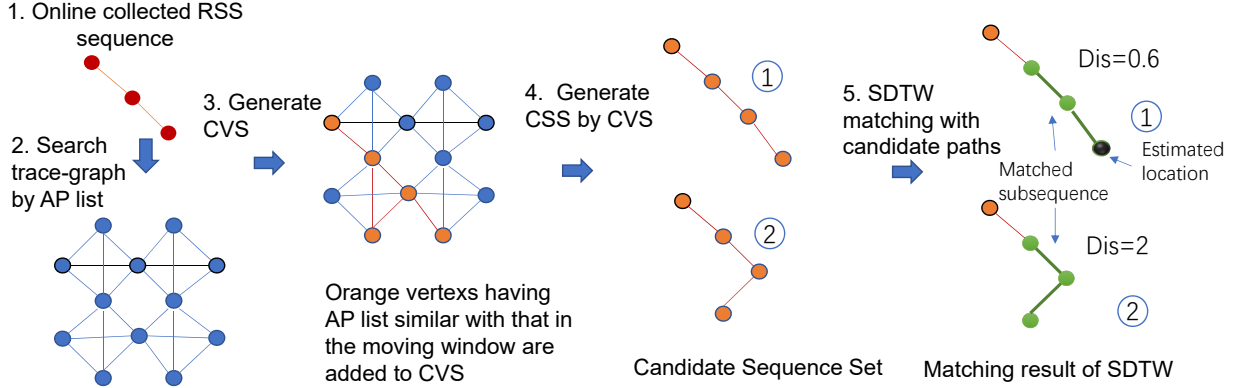 1. Online collected RSS
sequence
2. Search
trace-graph
by AP list
3. Generate
CVS
Orange vertexs having
AP list similar with that in
the moving window are
added to CVS
4. Generate
CSS by CVS
1
2
Candidate Sequence Set
5. SDTW
matching with
candidate paths
Dis=0.6
1
Estimated
location
Matched
subsequence
Dis=2
2
Matching result of SDTW